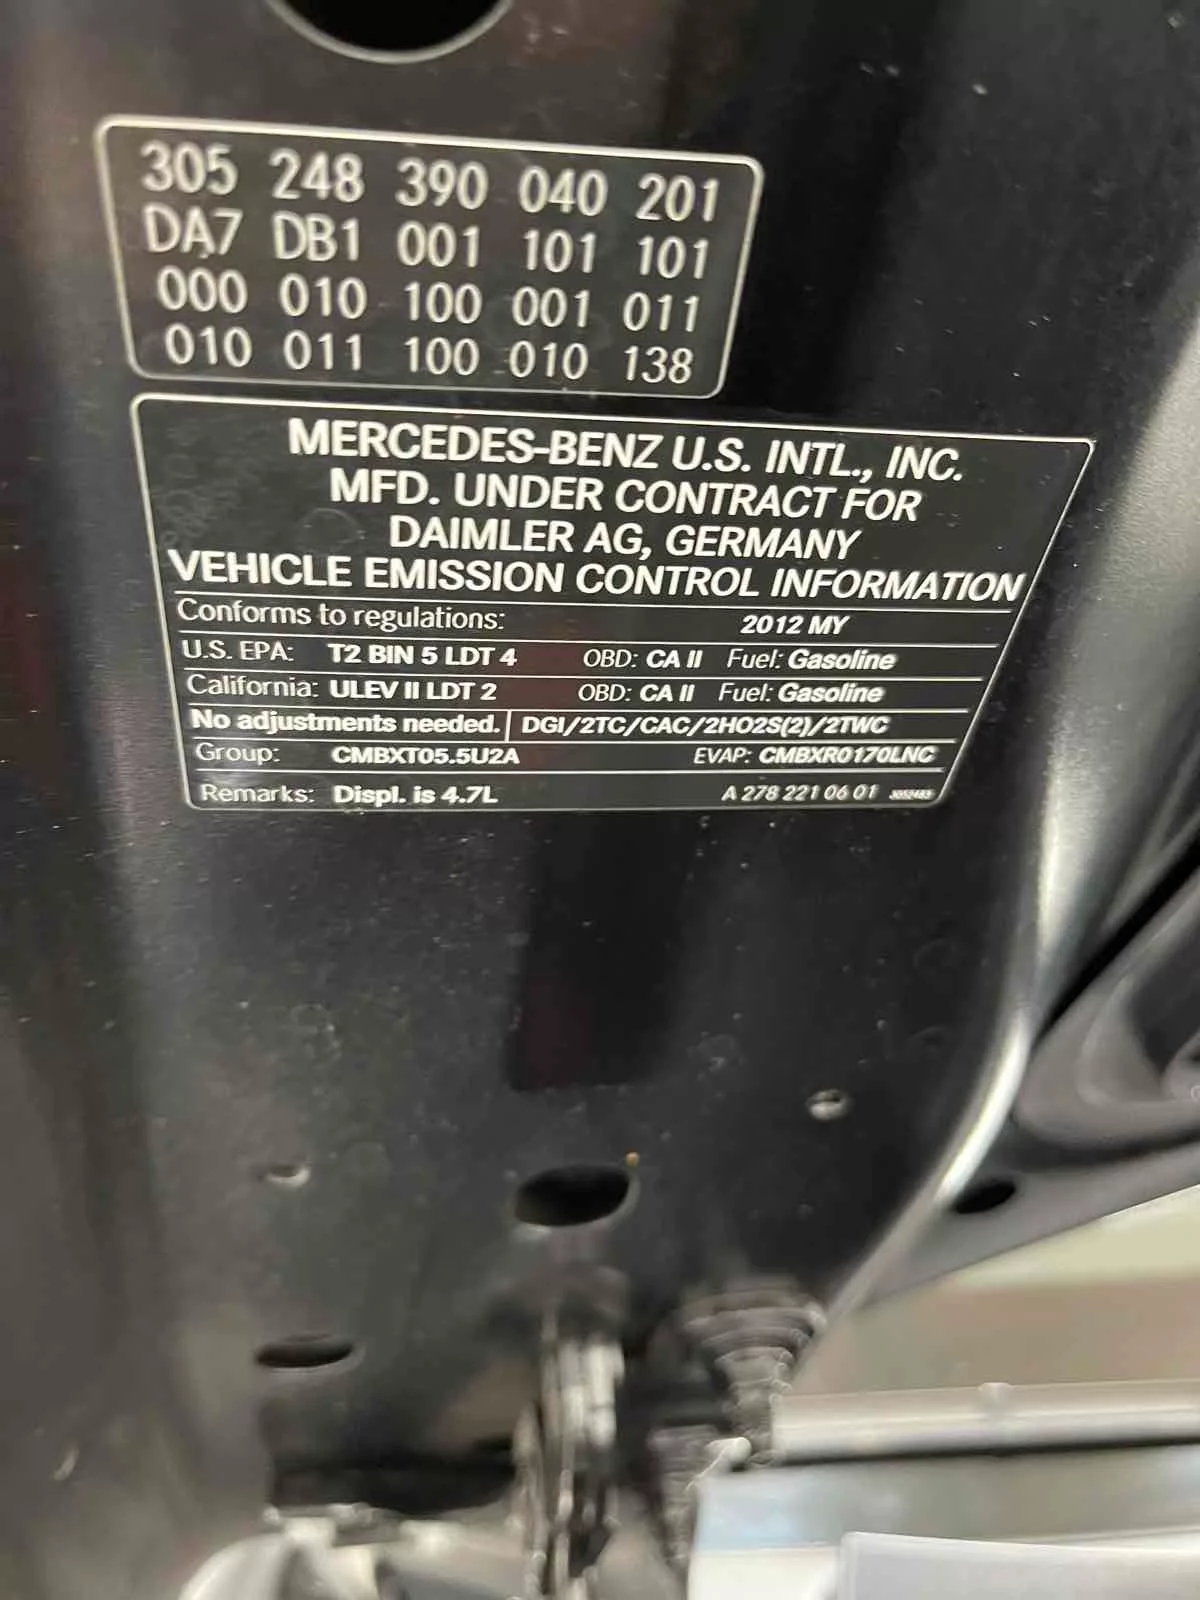 305 248 390 040 201
DA7 DB1 001 101 101
000 010 100 001 011
010 011 100 010 138
MERCEDES-BENZ U.S. INTL., INC.
MFD. UNDER CONTRACT FOR
DAIMLER AG, GERMANY
VEHICLE EMISSION CONTROL INFORMATION
Conforms to regulations: 2012 MY
U.S. EPA: T2 BIN 5 LDT 4 OBD: CA II Fuel: Gasoline
California: ULEV II LDT 2 OBD: CA II Fuel: Gasoline
No adjustments needed. DGI/2TC/CAC/2HO2S(2)/2TWC
Group: CMBXT05.5U2A EVAP: CMBXR0170LNC
Remarks: Displ. is 4.7L A 278 221 06 01